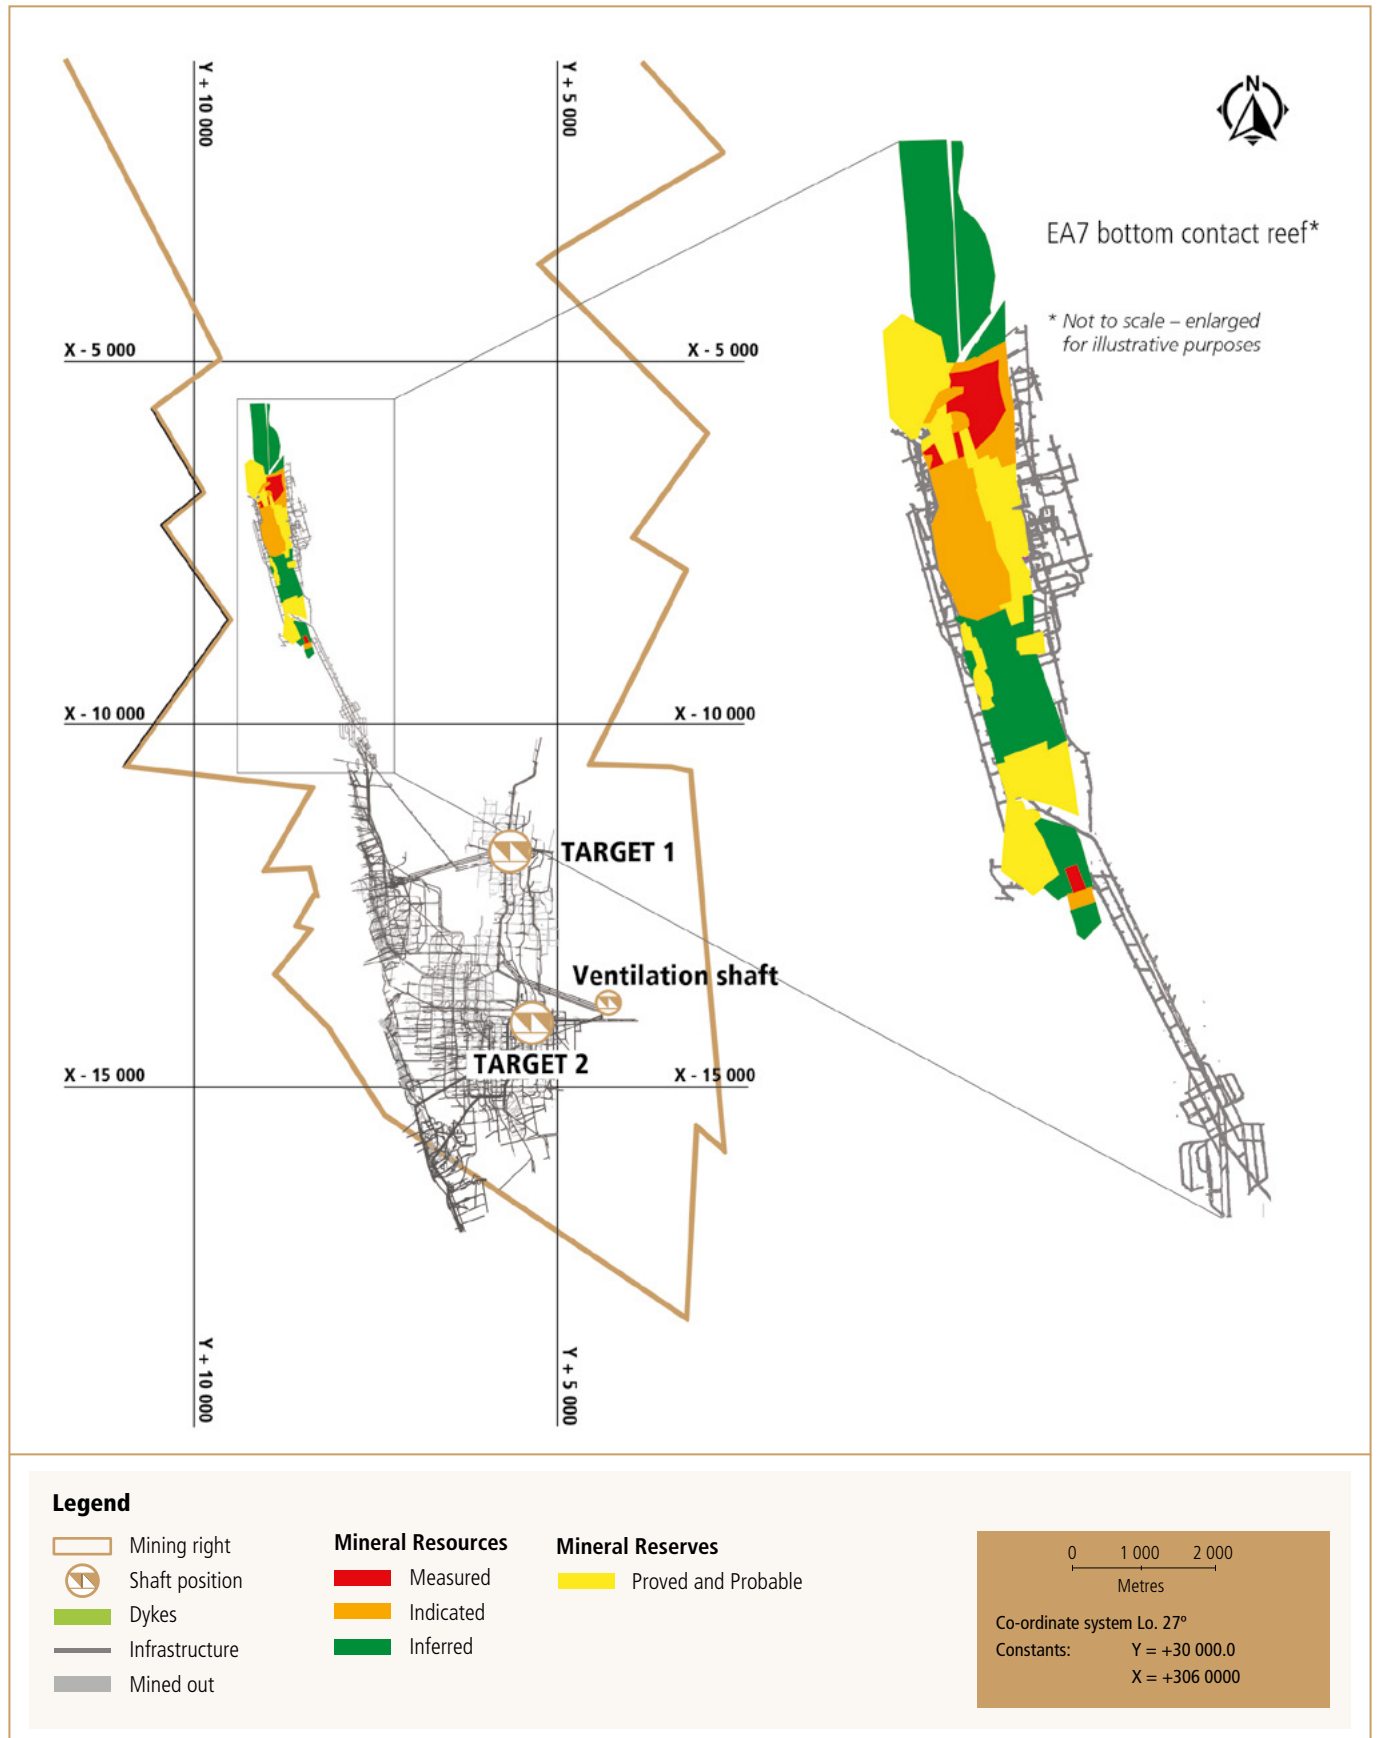 Y + 10 000
Y + 5 000
N
EA7 bottom contact reef*
* Not to scale – enlarged
for illustrative purposes
X - 5 000
X - 5 000
X - 10 000
X - 10 000
TARGET 1
Ventilation shaft
TARGET 2
X - 15 000
X - 15 000
Y + 10 000
Y + 5 000
Legend
Mining right
Shaft position
Dykes
Infrastructure
Mined out
Mineral Resources
Measured
Indicated
Inferred
Mineral Reserves
Proved and Probable
0 1 000 2 000
Metres
Co-ordinate system Lo. 27º
Constants: Y = +30 000.0
X = +306 0000